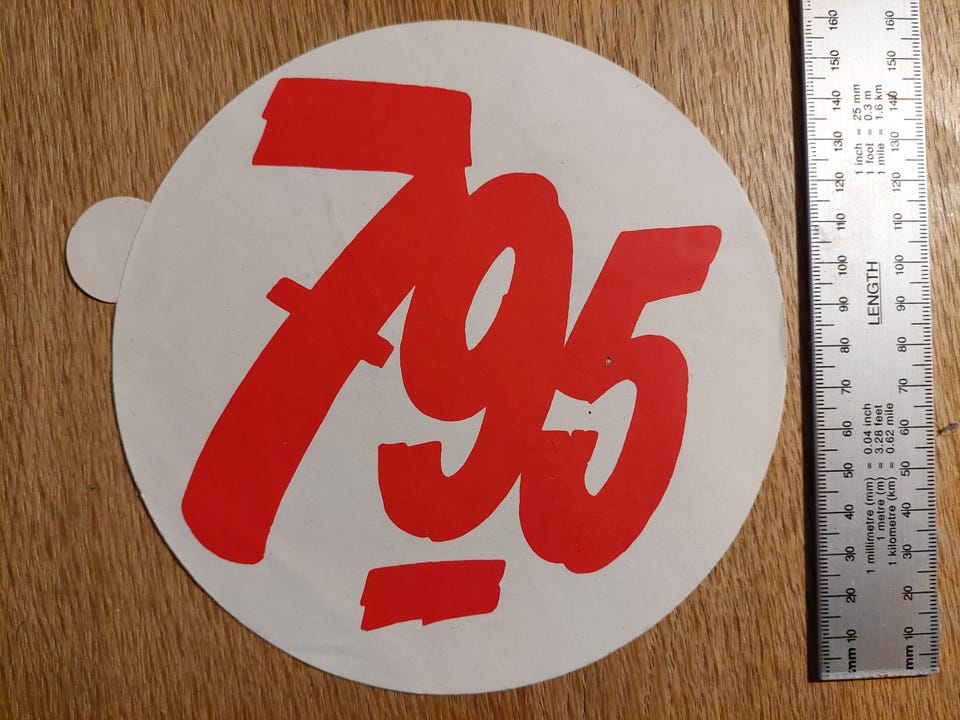 795
-
mm 10 20 30 40 50 60 70 80 90 100 110 120 130 140 150 160
1 millimetre (mm) = 0.04 inch
1 metre (m) = 3.28 feet
1 kilometre (km) = 0.62 mile
LENGTH
1 inch = 25 mm
1 foot = 0.3 m
1 mile = 1.6 km
mm 10 20 30 40 50 60 70 80 90 100 110 120 130 140 150 160